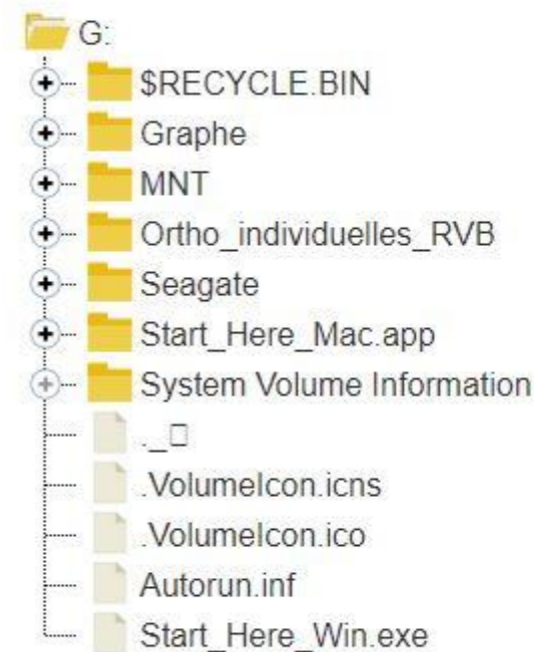 G:
$RECYCLE.BIN
Graphe
MNT
Ortho_individuelles_RVB
Seagate
Start_Here_Mac.app
System Volume Information
._□
.VolumeIcon.icns
.VolumeIcon.ico
Autorun.inf
Start_Here_Win.exe